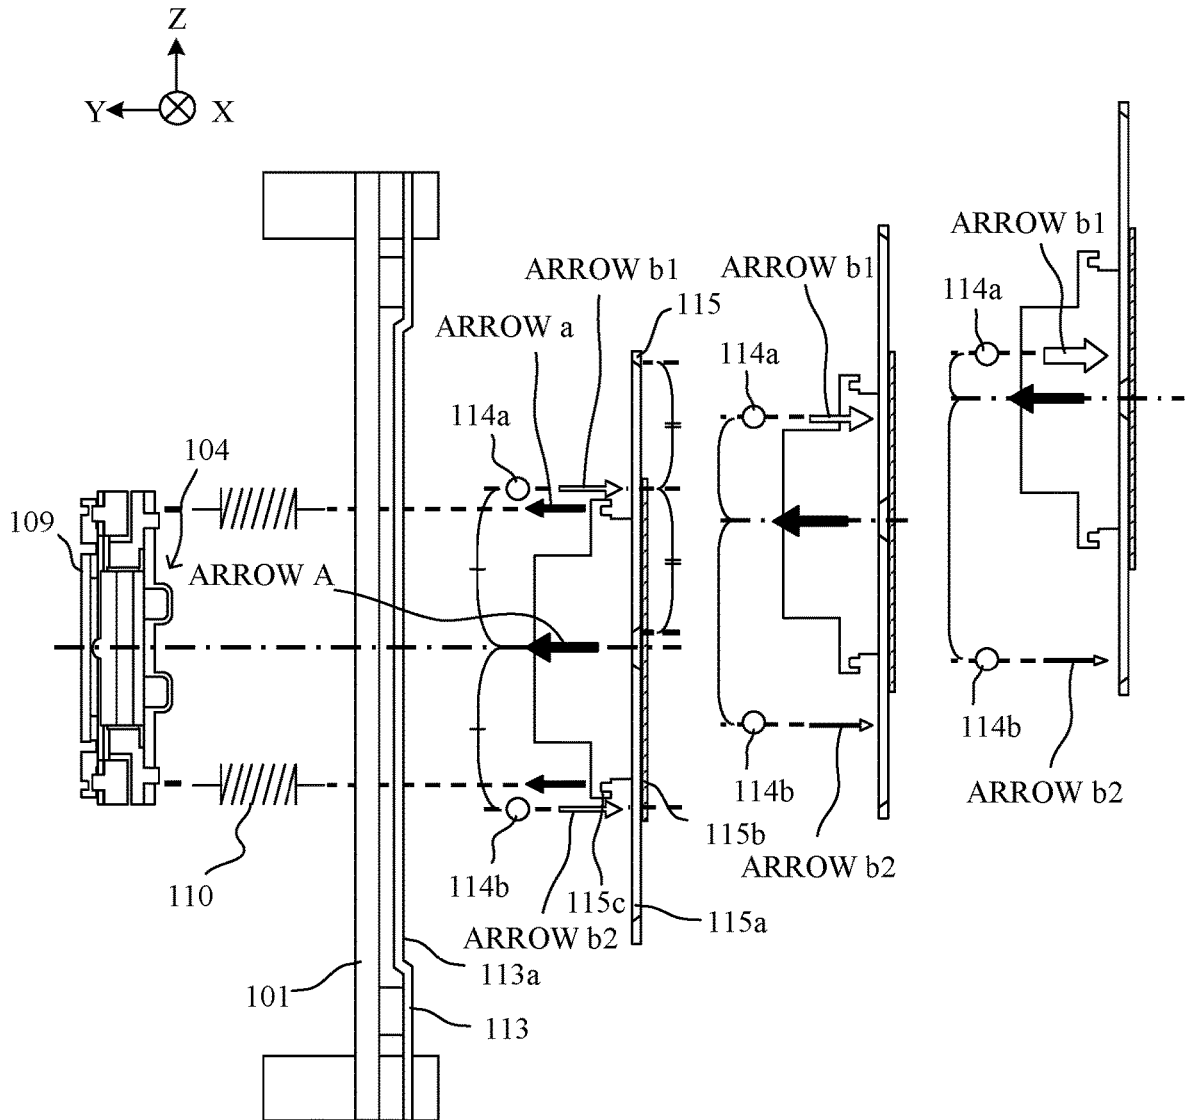 Z
Y
X
ARROW b1
114a
ARROW b1
ARROW b1
115
ARROW a
114a
114a
104
109
ARROW A
114b
114b
115b
ARROW b2
110
114b
ARROW b2
115c
115a
ARROW b2
113a
101
113